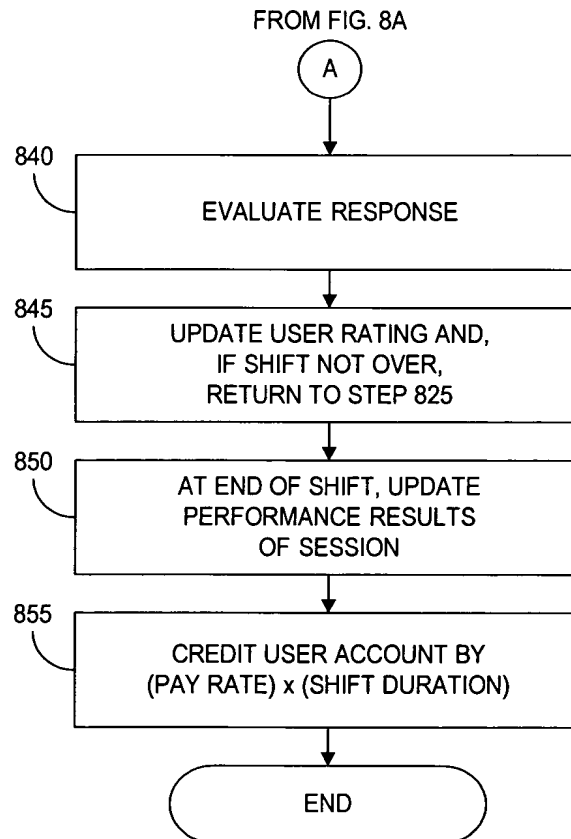 FROM FIG. 8A
A
840
EVALUATE RESPONSE
845
UPDATE USER RATING AND,
IF SHIFT NOT OVER,
RETURN TO STEP 825
850
AT END OF SHIFT, UPDATE
PERFORMANCE RESULTS
OF SESSION
855
CREDIT USER ACCOUNT BY
(PAY RATE) x (SHIFT DURATION)
END